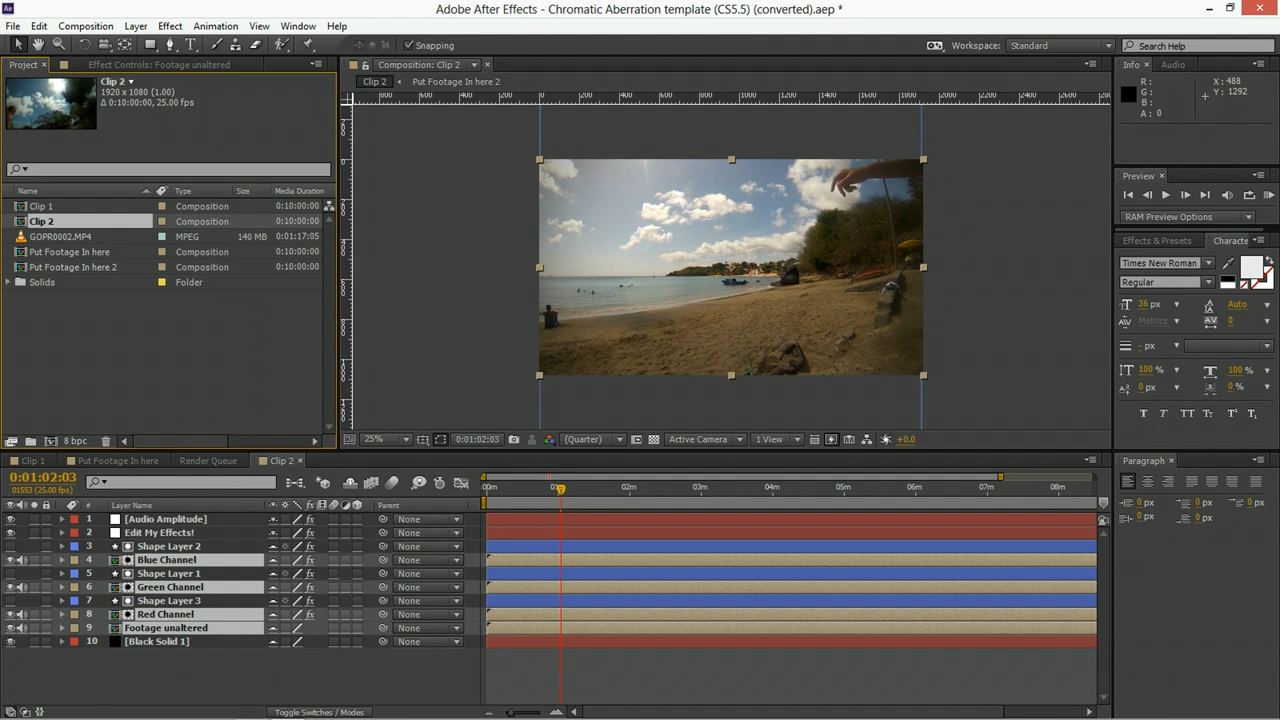 Adobe After Effects - Chromatic Aberration template (CS5.5) (converted).aep *
File Edit Composition Layer Effect Animation View Window Help
Snapping
Workspace: Standard
Search Help
Project
Effect Controls: Footage unaltered
Clip 2
1920 x 1080 (1.00)
Δ 0:10:00:00, 25.00 fps
Name Type Size Media Duration
Clip 1 Composition 0:10:00:00
Clip 2 Composition 0:10:00:00
GOPR0002.MP4 MPEG 140 MB 0:01:17:05
Put Footage In here Composition 0:10:00:00
Put Footage In here 2 Composition 0:10:00:00
Solids Folder
8 bpc
Composition: Clip 2
Clip 2 Put Footage In here 2
25% 0:01:02:03 (Quarter) Active Camera 1 View +0.0
Info Audio
R: X: 488
G: Y: 1292
B:
A: 0
Preview
RAM Preview Options
Effects & Presets Characte
Times New Roman
Regular
36 px Auto
Metrics 0
- px
100 % 100 %
0 px 0 %
Clip 1 Put Footage In here Render Queue Clip 2
0:01:02:03
01553 (25.00 fps)
:00m 02m 03m 04m 05m 06m 07m 08m
# Layer Name Parent
1 [Audio Amplitude] fx None
2 Edit My Effects! fx None
3 Shape Layer 2 fx None
4 Blue Channel fx None
5 Shape Layer 1 fx None
6 Green Channel fx None
7 Shape Layer 3 fx None
8 Red Channel fx None
9 Footage unaltered None
10 [Black Solid 1] None
Toggle Switches / Modes
Paragraph
0 px 0 px 0 px
0 px 0 px